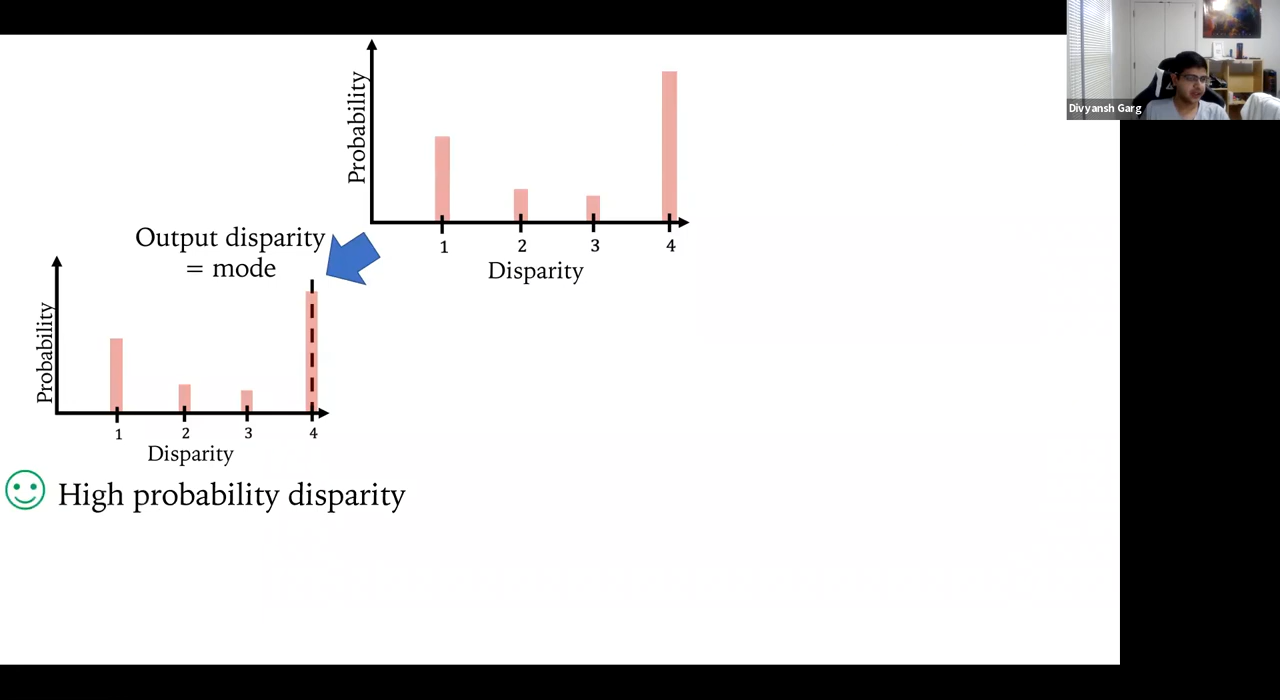 Probability
1
2
3
4
Disparity
Divyansh Garg
Output disparity
= mode
Probability
1
2
3
4
Disparity
High probability disparity